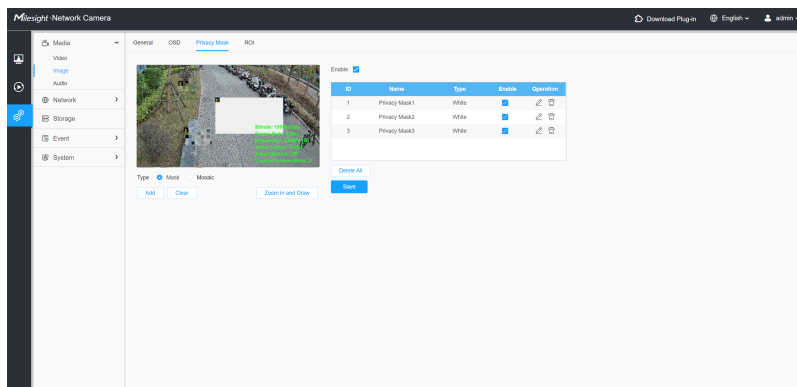 Milesight · Network Camera
Download Plug-in
English
admin
Media
Video
Image
Audio
Network
Storage
Event
System
General
OSD
Privacy Mask
ROI
Type
Mask
Mosaic
Add
Clear
Zoom in and Draw
Enable
ID Name Type Enable Operation
1 Privacy Mask1 White
2 Privacy Mask2 White
3 Privacy Mask3 White
Delete All
Save